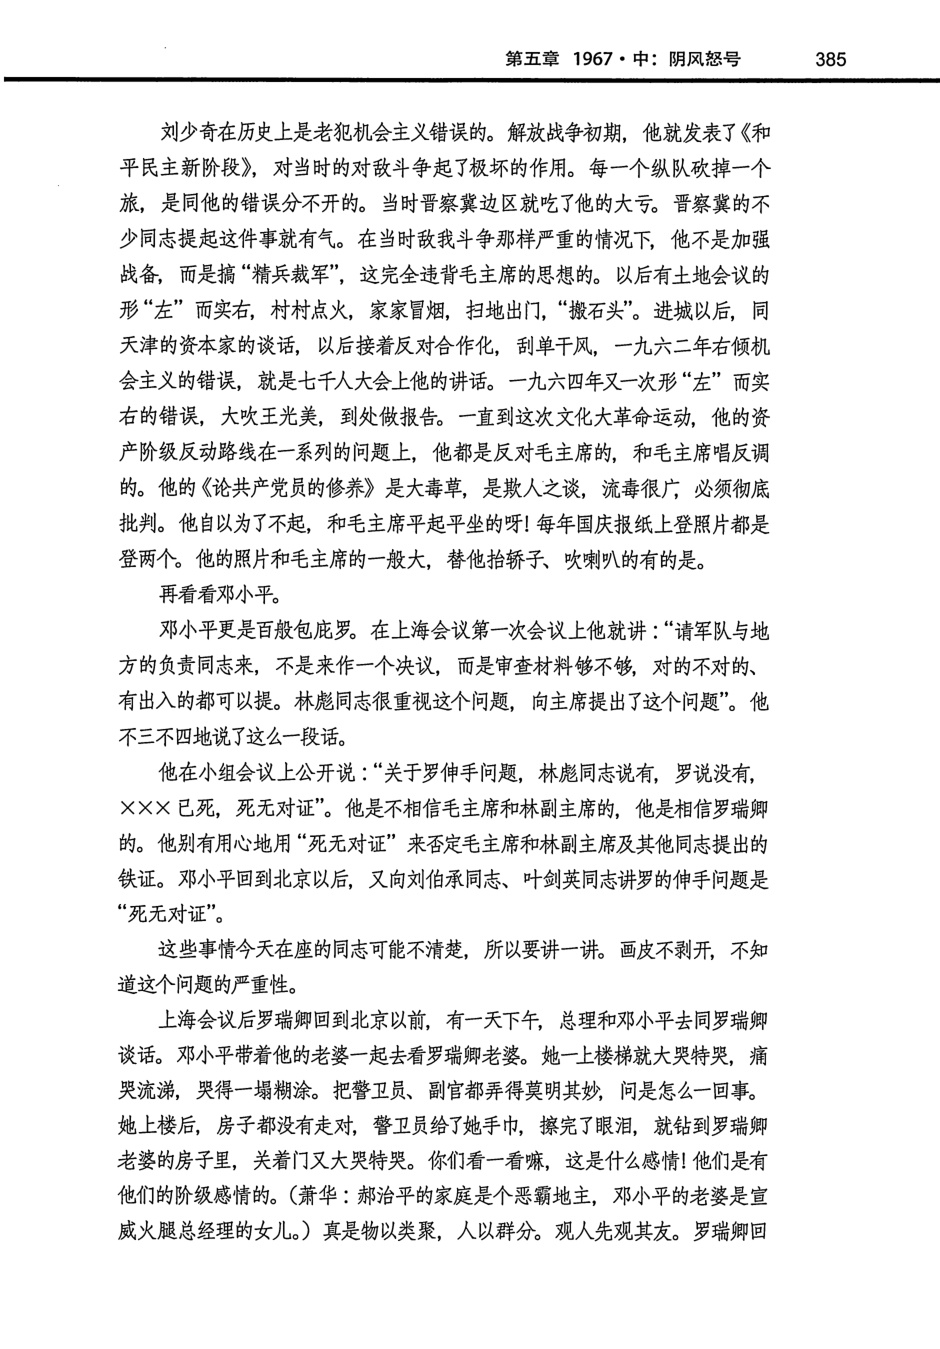 第五章 1967·中：阴风怒号 385
刘少奇在历史上是老犯机会主义错误的。解放战争初期，他就发表了《和
平民主新阶段》，对当时的对敌斗争起了极坏的作用。每一个纵队砍掉一个
旅，是同他的错误分不开的。当时晋察冀边区就吃了他的大亏。晋察冀的不
少同志提起这件事就有气。在当时敌我斗争那样严重的情况下，他不是加强
战备，而是搞“精兵裁军”，这完全违背毛主席的思想的。以后有土地会议的
形“左”而实右，村村点火，家家冒烟，扫地出门，“搬石头”。进城以后，同
天津的资本家的谈话，以后接着反对合作化，刮单干风，一九六二年右倾机
会主义的错误，就是七千人大会上他的讲话。一九六四年又一次形“左”而实
右的错误，大吹王光美，到处做报告。一直到这次文化大革命运动，他的资
产阶级反动路线在一系列的问题上，他都是反对毛主席的，和毛主席唱反调
的。他的《论共产党员的修养》是大毒草，是欺人之谈，流毒很广，必须彻底
批判。他自以为了不起，和毛主席平起平坐的呀！每年国庆报纸上登照片都是
登两个。他的照片和毛主席的一般大，替他抬轿子、吹喇叭的有的是。
再看看邓小平。
邓小平更是百般包庇罗。在上海会议第一次会议上他就讲：“请军队与地
方的负责同志来，不是来作一个决议，而是审查材料够不够，对的不对的、
有出入的都可以提。林彪同志很重视这个问题，向主席提出了这个问题”。他
不三不四地说了这么一段话。
他在小组会议上公开说：“关于罗伸手问题，林彪同志说有，罗说没有，
×××已死，死无对证”。他是不相信毛主席和林副主席的，他是相信罗瑞卿
的。他别有用心地用“死无对证”来否定毛主席和林副主席及其他同志提出的
铁证。邓小平回到北京以后，又向刘伯承同志、叶剑英同志讲罗的伸手问题是
“死无对证”。
这些事情今天在座的同志可能不清楚，所以要讲一讲。画皮不剥开，不知
道这个问题的严重性。
上海会议后罗瑞卿回到北京以前，有一天下午，总理和邓小平去同罗瑞卿
谈话。邓小平带着他的老婆一起去看罗瑞卿老婆。她一上楼梯就大哭特哭，痛
哭流涕，哭得一塌糊涂。把警卫员、副官都弄得莫明其妙，问是怎么一回事。
她上楼后，房子都没有走对，警卫员给了她手巾，擦完了眼泪，就钻到罗瑞卿
老婆的房子里，关着门又大哭特哭。你们看一看嘛，这是什么感情！他们是有
他们的阶级感情的。（萧华：郝治平的家庭是个恶霸地主，邓小平的老婆是宣
威火腿总经理的女儿。）真是物以类聚，人以群分。观人先观其友。罗瑞卿回